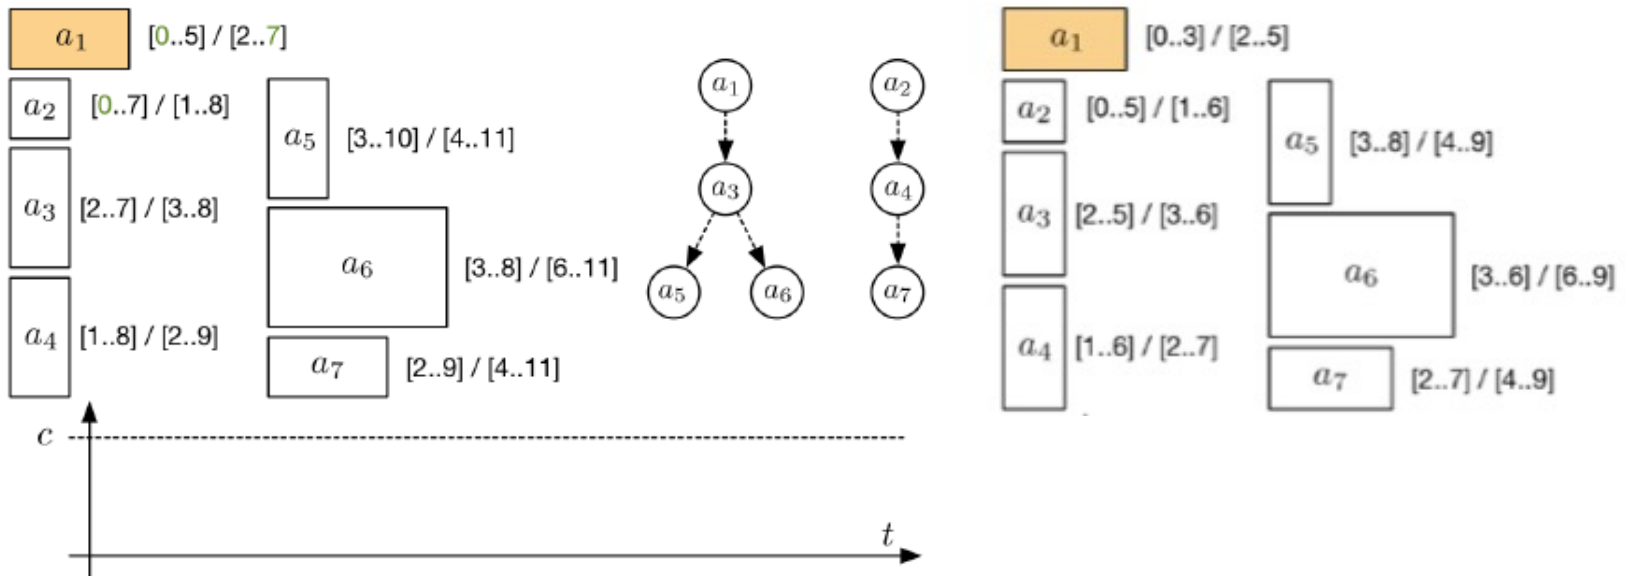 a₁ [0..5] / [2..7]
a₂ [0..7] / [1..8]
a₃ [2..7] / [3..8]
a₄ [1..8] / [2..9]
a₅ [3..10] / [4..11]
a₆ [3..8] / [6..11]
a₇ [2..9] / [4..11]
a₁
a₃
a₅ a₆
a₂
a₄
a₇
c
t
a₁ [0..3] / [2..5]
a₂ [0..5] / [1..6]
a₃ [2..5] / [3..6]
a₄ [1..6] / [2..7]
a₅ [3..8] / [4..9]
a₆ [3..6] / [6..9]
a₇ [2..7] / [4..9]